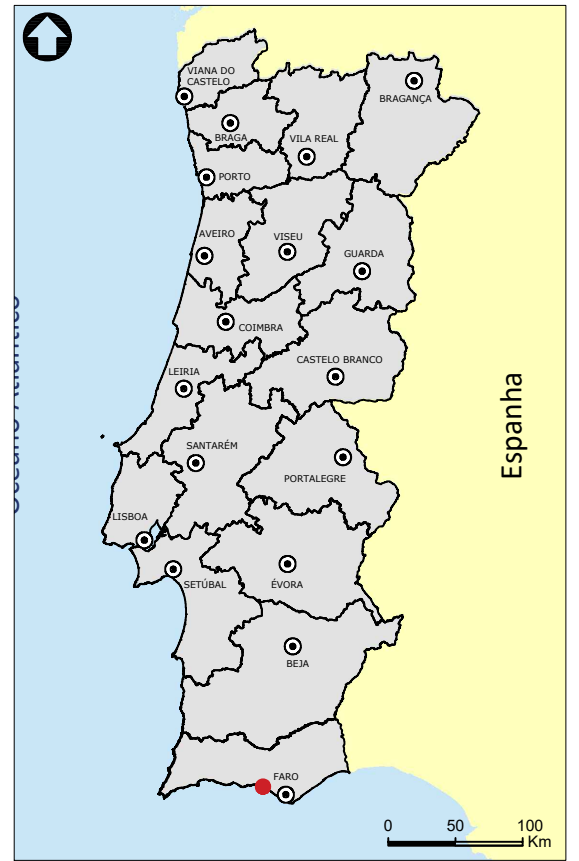 VIANA DO
CASTELO
BRAGANÇA
BRAGA
VILA REAL
PORTO
AVEIRO
VISEU
GUARDA
COIMBRA
CASTELO BRANCO
LEIRIA
Espanha
SANTARÉM
PORTALEGRE
LISBOA
SETÚBAL
ÉVORA
BEJA
FARO
0 50 100
Km